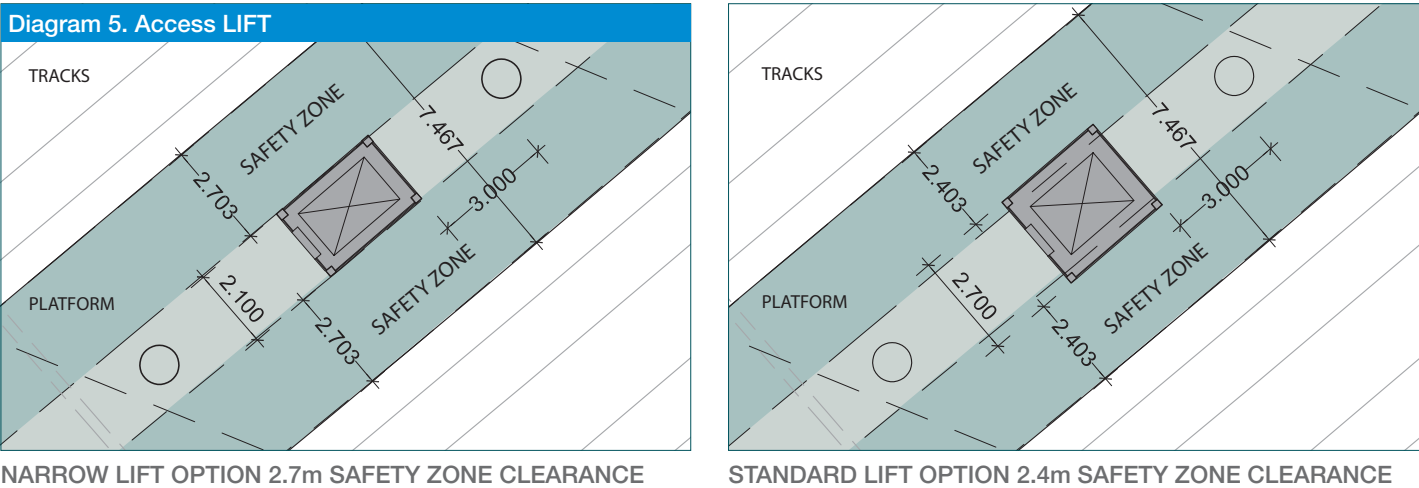 Diagram 5. Access LIFT
TRACKS
SAFETY ZONE
7.467
2.703
3.000
PLATFORM
2.100
2.703
SAFETY ZONE
NARROW LIFT OPTION 2.7m SAFETY ZONE CLEARANCE
TRACKS
SAFETY ZONE
7.467
2.403
3.000
PLATFORM
2.700
2.403
SAFETY ZONE
STANDARD LIFT OPTION 2.4m SAFETY ZONE CLEARANCE